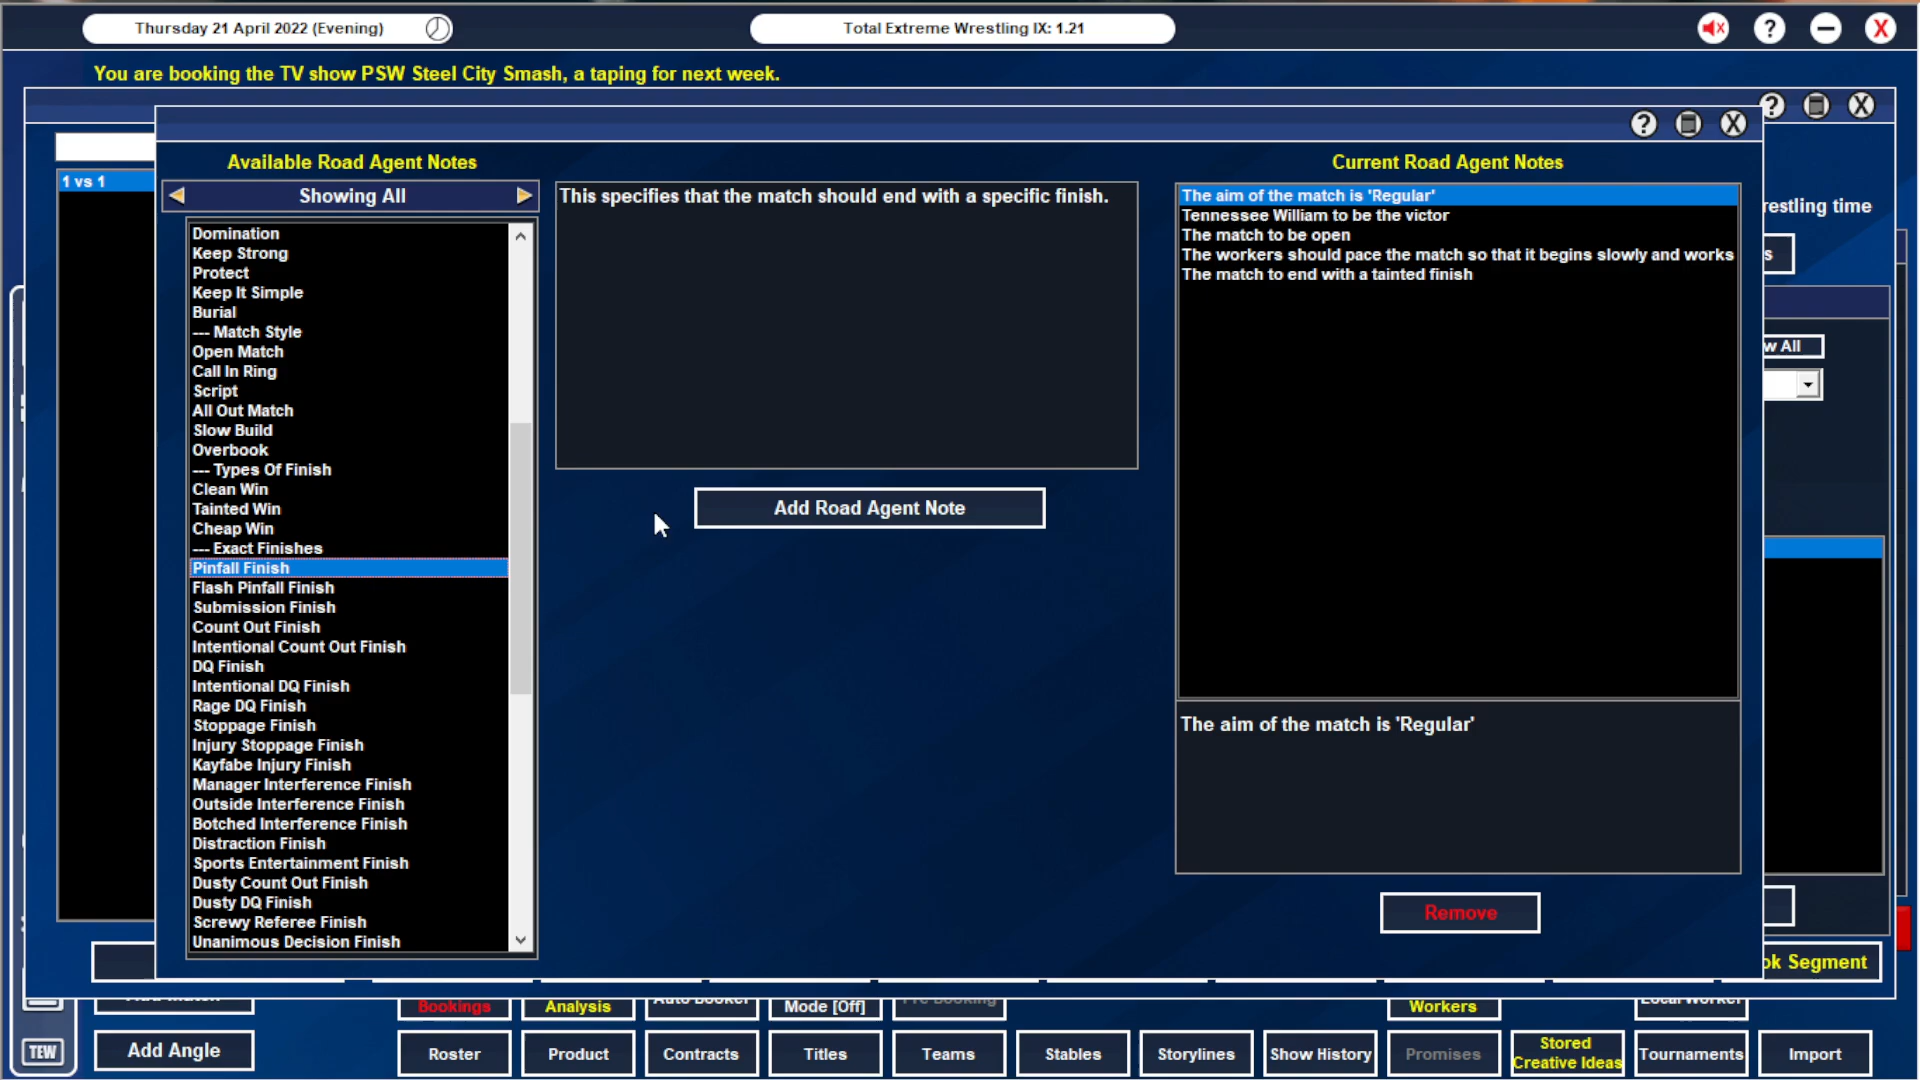 Thursday 21 April 2022 (Evening)
Total Extreme Wrestling IX: 1.21
You are booking the TV show PSW Steel City Smash, a taping for next week.
Available Road Agent Notes
Current Road Agent Notes
1 vs 1
Showing All
Domination
Keep Strong
Protect
Keep It Simple
Burial
--- Match Style
Open Match
Call In Ring
Script
All Out Match
Slow Build
Overbook
--- Types Of Finish
Clean Win
Tainted Win
Cheap Win
--- Exact Finishes
Pinfall Finish
Flash Pinfall Finish
Submission Finish
Count Out Finish
Intentional Count Out Finish
DQ Finish
Intentional DQ Finish
Rage DQ Finish
Stoppage Finish
Injury Stoppage Finish
Kayfabe Injury Finish
Manager Interference Finish
Outside Interference Finish
Botched Interference Finish
Distraction Finish
Sports Entertainment Finish
Dusty Count Out Finish
Dusty DQ Finish
Screwy Referee Finish
Unanimous Decision Finish
This specifies that the match should end with a specific finish.
Add Road Agent Note
The aim of the match is 'Regular'
Tennessee William to be the victor
The match to be open
The workers should pace the match so that it begins slowly and works
The match to end with a tainted finish
The aim of the match is 'Regular'
Remove
restling time
s
w All
ok Segment
Add Match
Bookings
Analysis
Auto Booker
Mode [Off]
Pre Booking
Workers
Local Worker
TEW
Add Angle
Roster
Product
Contracts
Titles
Teams
Stables
Storylines
Show History
Promises
Stored
Creative Ideas
Tournaments
Import